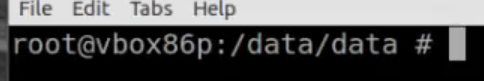 File Edit Tabs Help
root@vbox86p:/data/data #